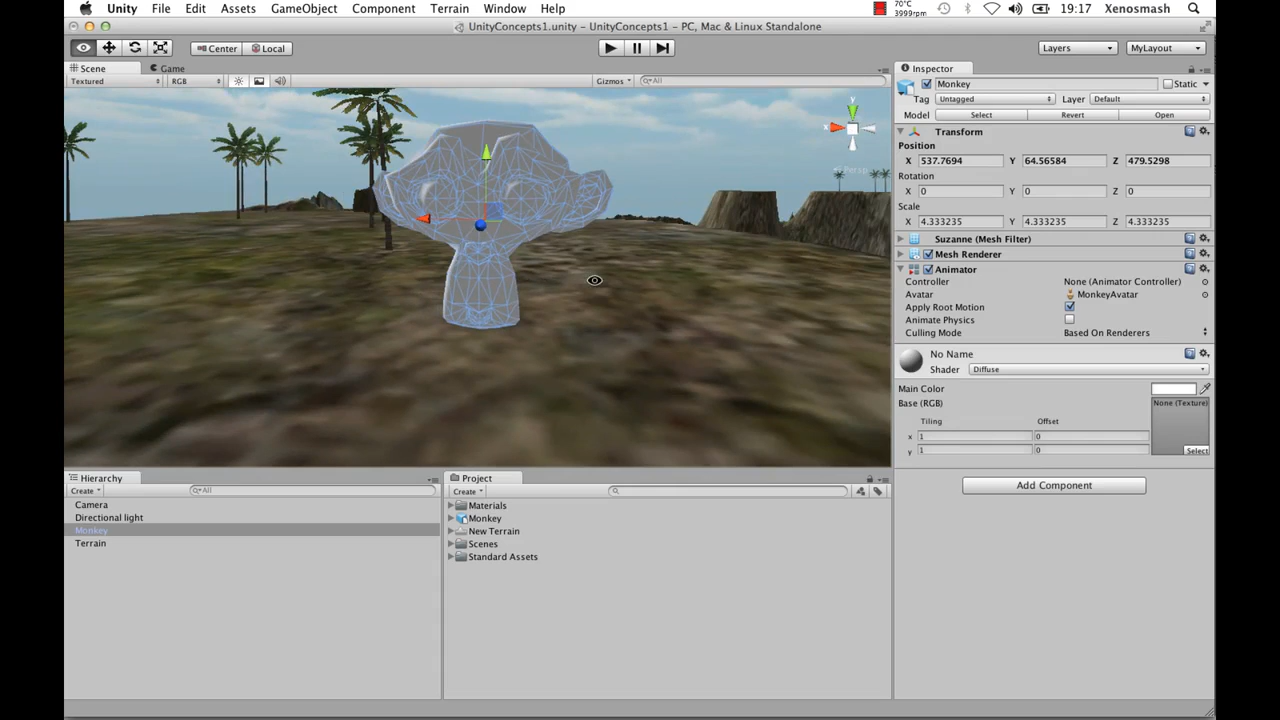 Unity File Edit Assets GameObject Component Terrain Window Help 70°C 3999rpm 19:17 Xenosmash
UnityConcepts1.unity - UnityConcepts1 - PC, Mac & Linux Standalone
Center Local Layers MyLayout
Scene Game
Textured RGB Gizmos All
y
x
Persp
Inspector
Monkey Static
Tag Untagged Layer Default
Model Select Revert Open
Transform
Position
X 537.7694 Y 64.56584 Z 479.5298
Rotation
X 0 Y 0 Z 0
Scale
X 4.333235 Y 4.333235 Z 4.333235
Suzanne (Mesh Filter)
Mesh Renderer
Animator
Controller None (Animator Controller)
Avatar MonkeyAvatar
Apply Root Motion
Animate Physics
Culling Mode Based On Renderers
No Name
Shader Diffuse
Main Color
Base (RGB) None (Texture)
Tiling Offset
x 1 0
y 1 0
Select
Add Component
Hierarchy
Create All
Camera
Directional light
Monkey
Terrain
Project
Create
Materials
Monkey
New Terrain
Scenes
Standard Assets